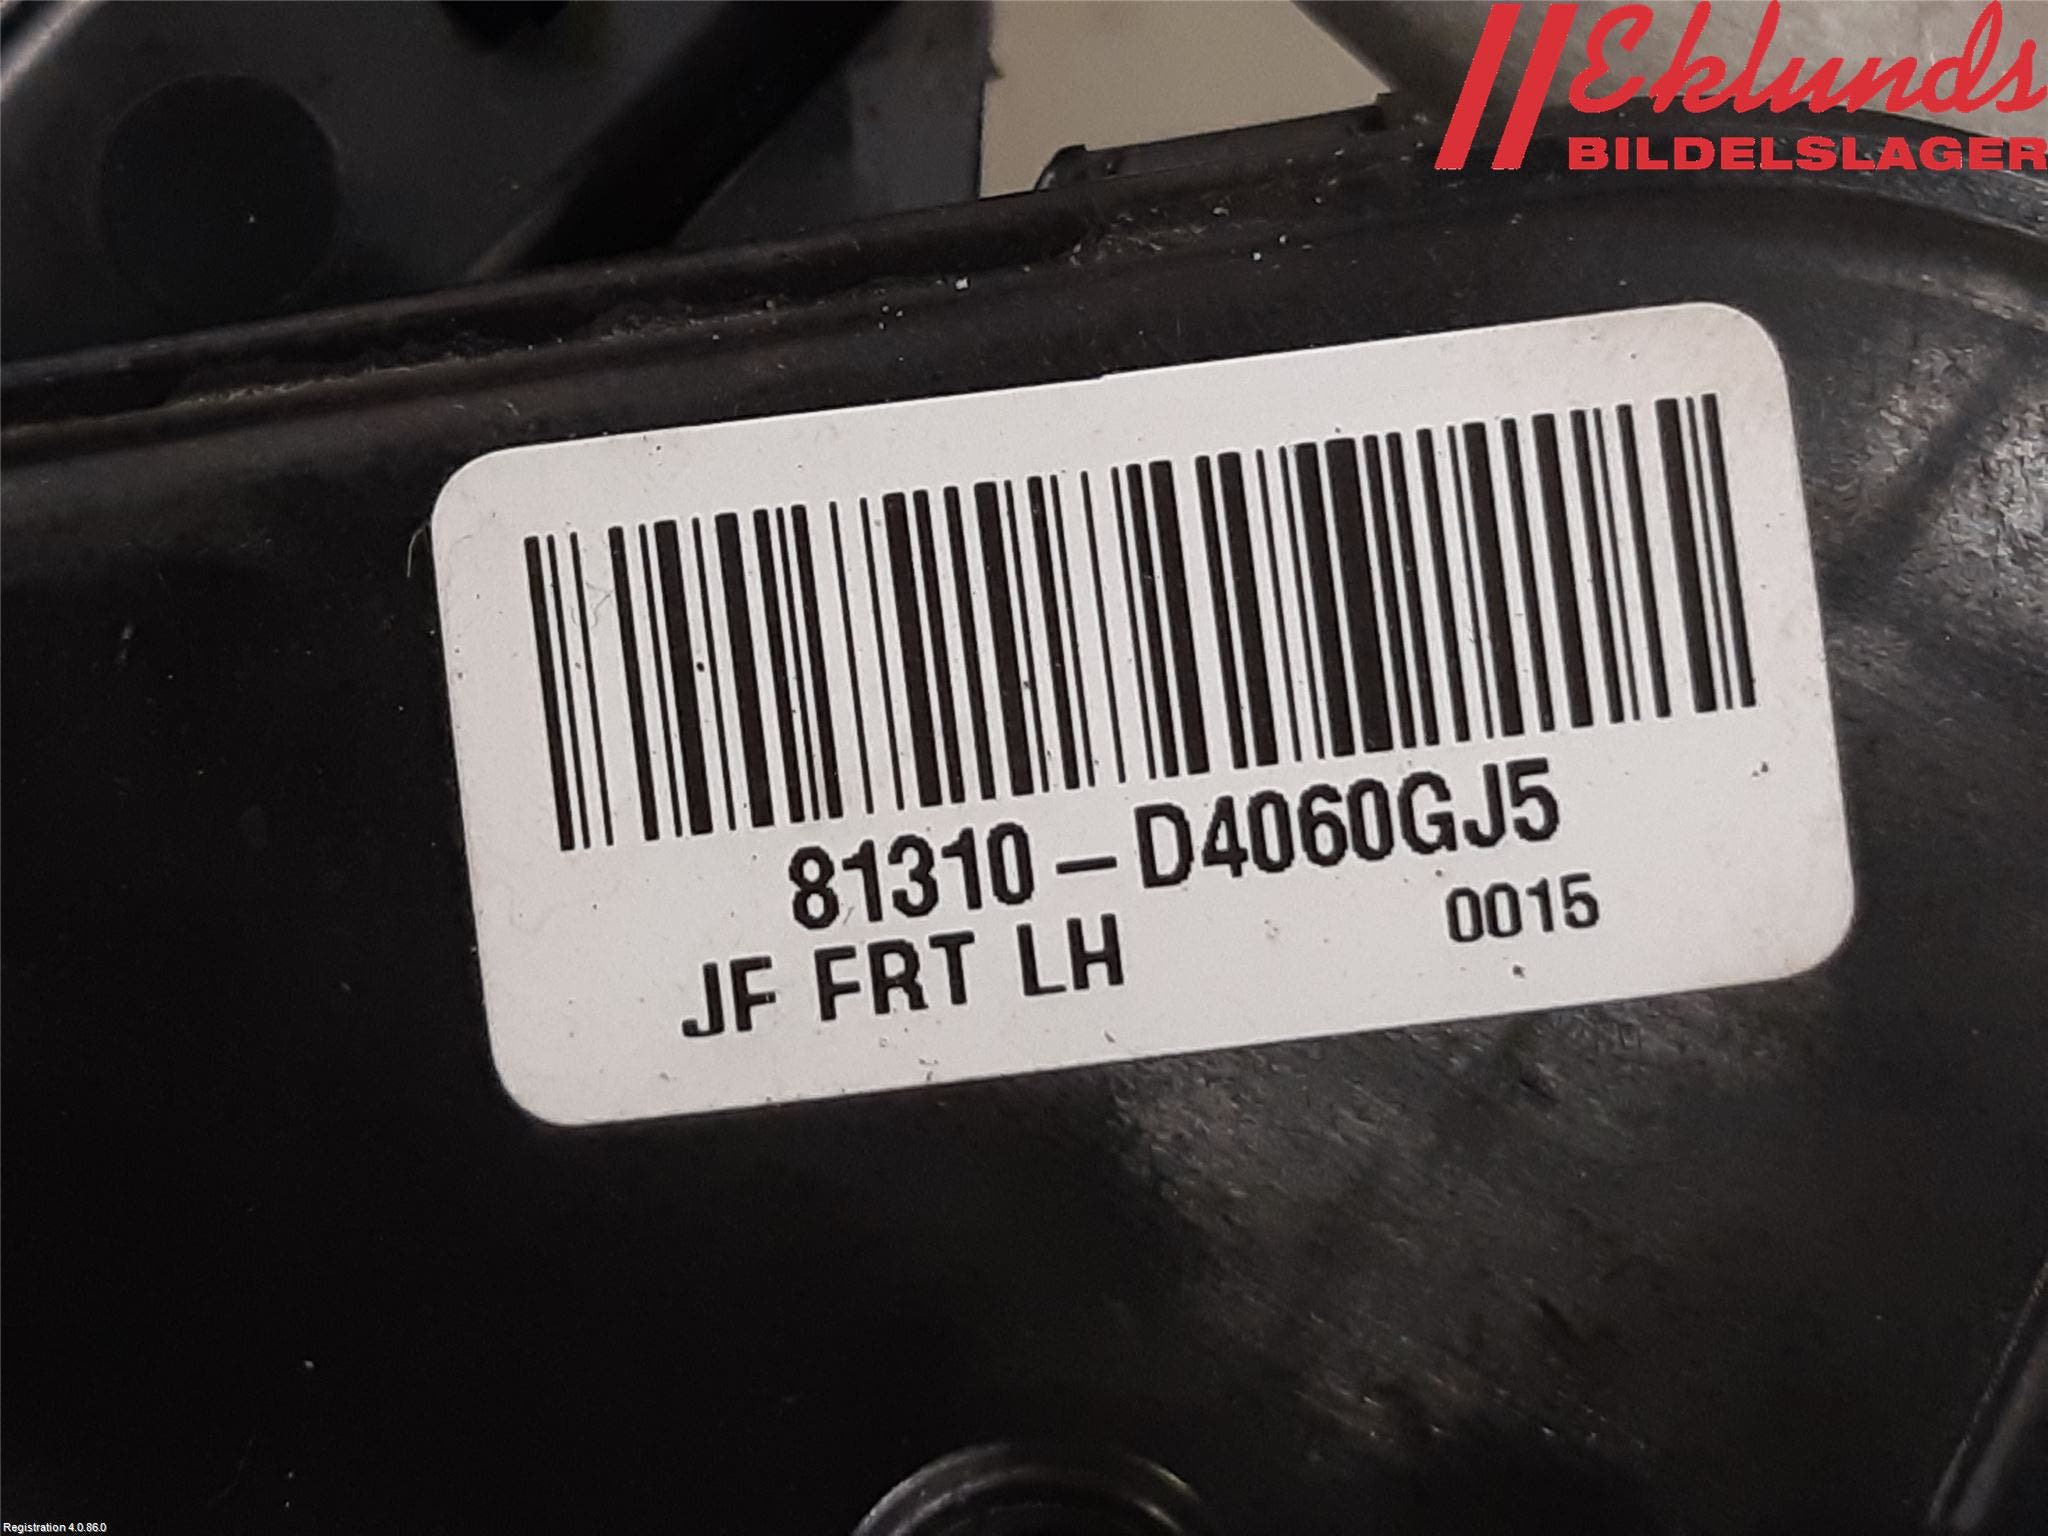 Eklunds
BILDELSLAGER
81310-D4060GJ5
JF FRT LH 0015
Registration 4.0.86.0